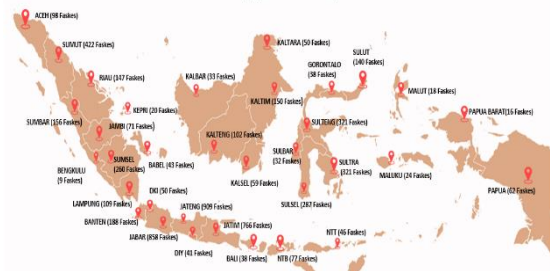 ACEH (98 Faskes)
SUMUT (422 Faskes)
RIAU (147 Faskes)
KEPRI (20 Faskes)
SUMBAR (156 Faskes)
JAMBI (71 Faskes)
BENGKULU
(9 Faskes)
SUMSEL
(260 Faskes)
BABEL (43 Faskes)
LAMPUNG (109 Faskes)
BANTEN (188 Faskes)
DKI (50 Faskes)
JABAR (858 Faskes)
JATENG (909 Faskes)
DIY (41 Faskes)
JATIM (766 Faskes)
BALI (38 Faskes)
NTB (77 Faskes)
NTT (46 Faskes)
KALBAR (33 Faskes)
KALTENG (102 Faskes)
KALSEL (59 Faskes)
KALTIM (150 Faskes)
KALTARA (50 Faskes)
GORONTALO
(38 Faskes)
SULUT
(140 Faskes)
SULTENG (321 Faskes)
SULBAR
(32 Faskes)
SULTRA
(321 Faskes)
SULSEL (282 Faskes)
MALUT (18 Faskes)
MALUKU (24 Faskes)
PAPUA BARAT(16 Faskes)
PAPUA (62 Faskes)